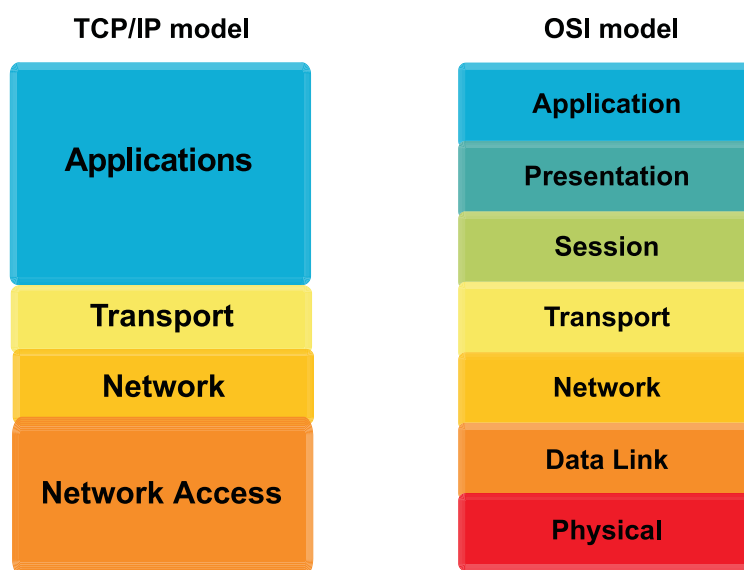 TCP/IP model
Applications
Transport
Network
Network Access
OSI model
Application
Presentation
Session
Transport
Network
Data Link
Physical